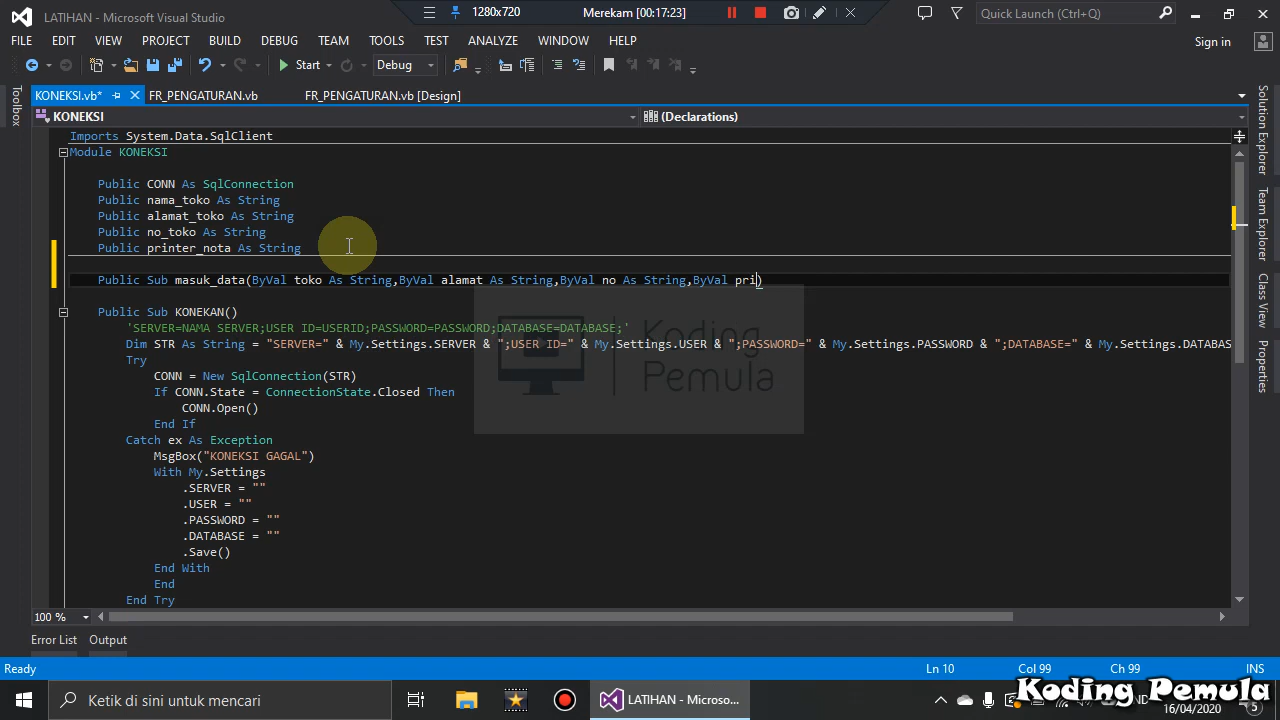 LATIHAN - Microsoft Visual Studio
1280x720
Merekam (00:17:23)
Quick Launch (Ctrl+Q)
FILE EDIT VIEW PROJECT BUILD DEBUG TEAM TOOLS TEST ANALYZE WINDOW HELP
Sign in
Start
Debug
KONEKSI.vb* FR_PENGATURAN.vb FR_PENGATURAN.vb [Design]
Toolbox
KONEKSI
(Declarations)
Imports System.Data.SqlClient
Module KONEKSI
Public CONN As SqlConnection
Public nama_toko As String
Public alamat_toko As String
Public no_toko As String
Public printer_nota As String
Public Sub masuk_data(ByVal toko As String,ByVal alamat As String,ByVal no As String,ByVal pri)
Public Sub KONEKAN()
'SERVER=NAMA SERVER;USER ID=USERID;PASSWORD=PASSWORD;DATABASE=DATABASE;'
Dim STR As String = "SERVER=" & My.Settings.SERVER & ";USER ID=" & My.Settings.USER & ";PASSWORD=" & My.Settings.PASSWORD & ";DATABASE=" & My.Settings.DATABAS
Try
CONN = New SqlConnection(STR)
If CONN.State = ConnectionState.Closed Then
CONN.Open()
End If
Catch ex As Exception
MsgBox("KONEKSI GAGAL")
With My.Settings
.SERVER = ""
.USER = ""
.PASSWORD = ""
.DATABASE = ""
.Save()
End With
End
End Try
Koding
Pemula
Solution Explorer
Team Explorer
Properties
100 %
Error List Output
Ready
Ln 10 Col 99 Ch 99 INS
Ketik di sini untuk mencari
LATIHAN - Microso...
Koding Pemula
16/04/2020
5